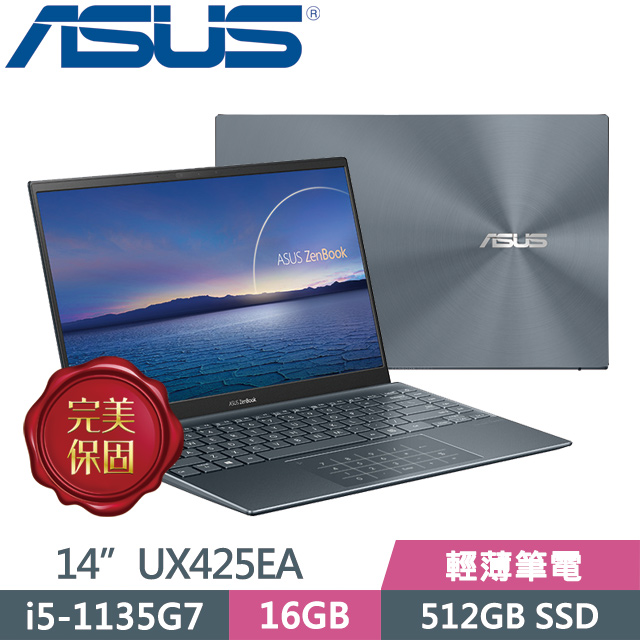 ASUS®
ASUS ZenBook
ASUS
ASUS ZenBook
完美
保固
14” UX425EA
輕薄筆電
i5-1135G7
16GB
512GB SSD